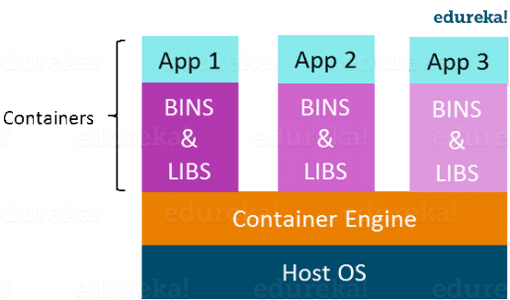 edureka!
App 1
App 2
App 3
Containers
BINS
&
LIBS
BINS
&
LIBS
BINS
&
LIBS
Container Engine
Host OS